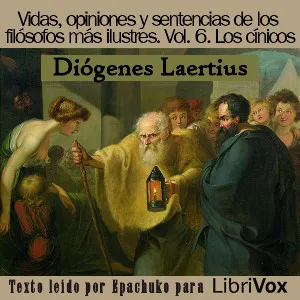 Vidas, opiniones y sentencias de los
filósofos más ilustres. Vol. 6. Los cínicos
Diógenes Laertius
Texto leído por Epachuko para LibriVox